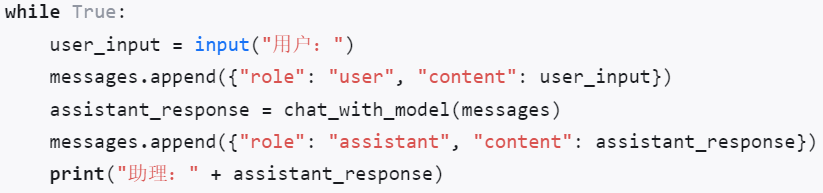 while True:
    user_input = input("用户：")
    messages.append({"role": "user", "content": user_input})
    assistant_response = chat_with_model(messages)
    messages.append({"role": "assistant", "content": assistant_response})
    print("助理：" + assistant_response)